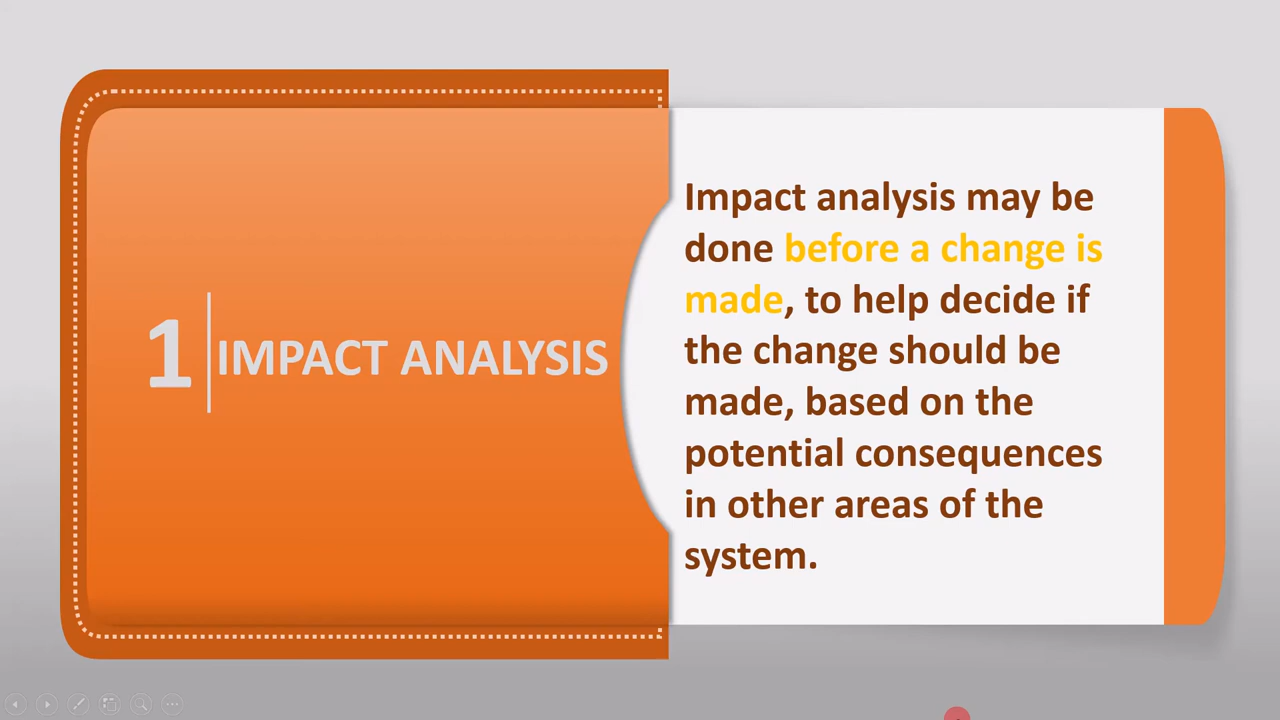 1
IMPACT ANALYSIS
Impact analysis may be
done before a change is
made, to help decide if
the change should be
made, based on the
potential consequences
in other areas of the
system.